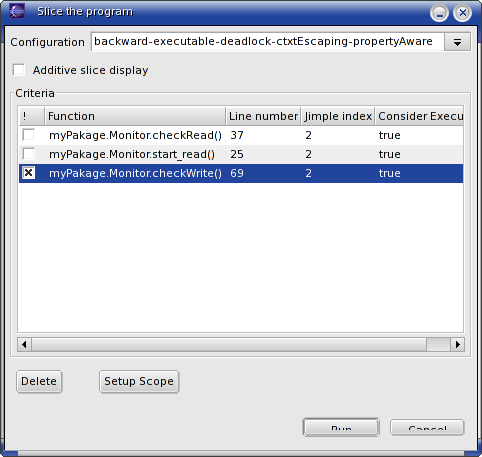 Slice the program
Configuration backward-executable-deadlock-ctxtEscaping-propertyAware
Additive slice display
Criteria
! Function Line number Jimple index Consider Execu
myPakage.Monitor.checkRead() 37 2 true
myPakage.Monitor.start_read() 25 2 true
myPakage.Monitor.checkWrite() 69 2 true
Delete Setup Scope
Run Cancel